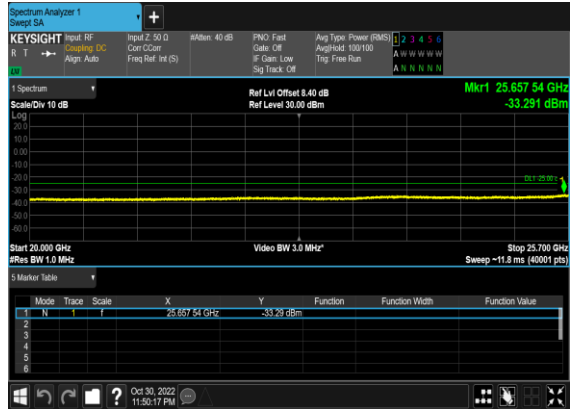 Spectrum Analyzer 1
Swept SA
KEYSIGHT Input: RF Input Z: 50 Ω #Atten: 40 dB PNO: Fast Avg Type: Power (RMS) 1 2 3 4 5 6
R T Coupling: DC Corr CCorr Gate: Off Avg|Hold: 100/100 A W W W W W
Align: Auto Freq Ref: Int (S) IF Gain: Low Trig: Free Run
Sig Track: Off A N N N N N
1 Spectrum Ref Lvl Offset 8.40 dB Mkr1 25.657 54 GHz
Scale/Div 10 dB Ref Level 30.00 dBm -33.291 dBm
Log
20.0
10.0
0.00
-10.0
-20.0
DL1 -25.00
-30.0
-40.0
-50.0
-60.0
Start 20.000 GHz Video BW 3.0 MHz* Stop 25.700 GHz
#Res BW 1.0 MHz Sweep ~11.8 ms (40001 pts)
5 Marker Table
Mode Trace Scale X Y Function Function Width Function Value
1 N 1 f 25.657 54 GHz -33.29 dBm
2
3
4
5
6
? Oct 30, 2022
11:50:17 PM